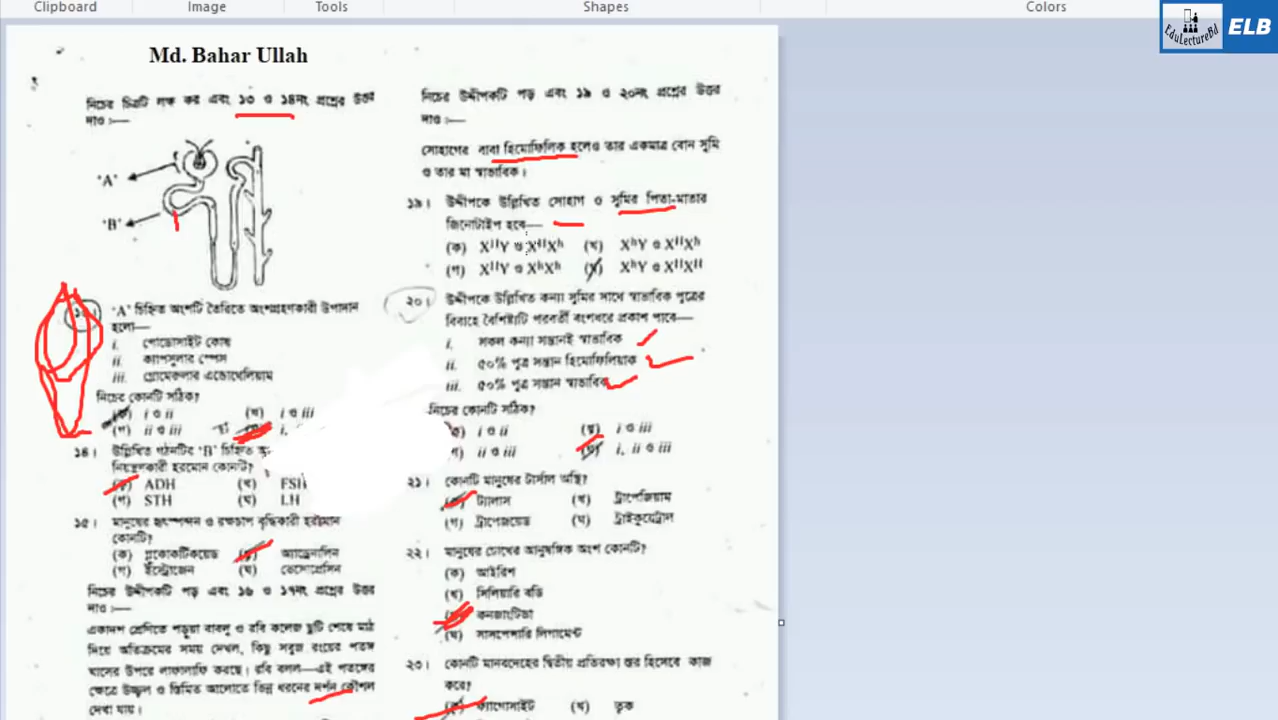 Clipboard
Image
Tools
Shapes
Colors
EduLectureBd
ELB
Md. Bahar Ullah
নিচের চিত্রটি লক্ষ কর এবং ১৩ ও ১৪নং প্রশ্নের উত্তর
দাও :—
'A'
'B'
'A' চিহ্নিত অংশটি তৈরিতে অংশগ্রহণকারী উপাদান
হলো—
i. পোডোসাইট কোষ
ii. ক্যাপসুলার স্পেস
iii. গ্লোমেরুলার এন্ডোথেলিয়াম
নিচের কোনটি সঠিক?
i ও ii
(খ) i ও iii
(গ) ii ও iii
i,
১৪। উল্লিখিত গঠনটির 'B' চিহ্নিত
নিয়ন্ত্রণকারী হরমোন কোনটি?
ADH
(খ) FSH
(গ) STH
(ঘ) LH
১৫। মানুষের হৃৎস্পন্দন ও রক্তচাপ বৃদ্ধিকারী হরমোন
কোনটি?
(ক) গ্লুকোকর্টিকয়েড
অ্যাড্রেনালিন
(গ) ইস্ট্রোজেন
(ঘ) ভেসোপ্রেসিন
নিচের উদ্দীপকটি পড় এবং ১৬ ও ১৭নং প্রশ্নের উত্তর
দাও :—
একাদশ শ্রেণিতে পড়ুয়া বাবলু ও রবি কলেজ ছুটি শেষে মাঠ
দিয়ে অতিক্রমের সময় দেখল, কিছু সবুজ রংয়ের পতঙ্গ
ঘাসের উপরে লাফালাফি করছে। রবি বলল—এই পতঙ্গের
ক্ষেত্রে উজ্জ্বল ও স্তিমিত আলোতে ভিন্ন ধরনের দর্শন কৌশল
দেখা যায়।
নিচের উদ্দীপকটি পড় এবং ১৯ ও ২০নং প্রশ্নের উত্তর
দাও :—
সোহাগের বাবা হিমোফিলিক হলেও তার একমাত্র বোন সুমি
ও তার মা স্বাভাবিক।
১৯। উদ্দীপকে উল্লিখিত সোহাগ ও সুমির পিতা-মাতার
জিনোটাইপ হবে—
(ক) XᴴY ও XᴴXʰ
(খ) XʰY ও XᴴXʰ
(গ) XᴴY ও XʰXʰ
(ঘ) XʰY ও XᴴXᴴ
২০। উদ্দীপকে উল্লিখিত কন্যা সুমির সাথে স্বাভাবিক পুত্রের
বিবাহে বৈশিষ্ট্যটি পরবর্তী বংশধরে প্রকাশ পাবে—
i. সকল কন্যা সন্তানই স্বাভাবিক
ii. ৫০% পুত্র সন্তান হিমোফিলিয়াক
iii. ৫০% পুত্র সন্তান স্বাভাবিক
নিচের কোনটি সঠিক?
i ও ii
(খ) i ও iii
ii ও iii
(ঘ) i, ii ও iii
২১। কোনটি মানুষের টার্সাল অস্থি?
ট্যালাস
(খ) ট্রাপেজিয়াম
(গ) ট্রাপেজয়েড
(ঘ) ট্রাইকুয়েট্রাল
২২। মানুষের চোখের আনুষঙ্গিক অংশ কোনটি?
(ক) আইরিশ
(খ) সিলিয়ারি বডি
কনজাংটিভা
(ঘ) সাসপেন্সরি লিগামেন্ট
২৩। কোনটি মানবদেহের দ্বিতীয় প্রতিরক্ষা স্তর হিসেবে কাজ
করে?
ফ্যাগোসাইট
(খ) ত্বক